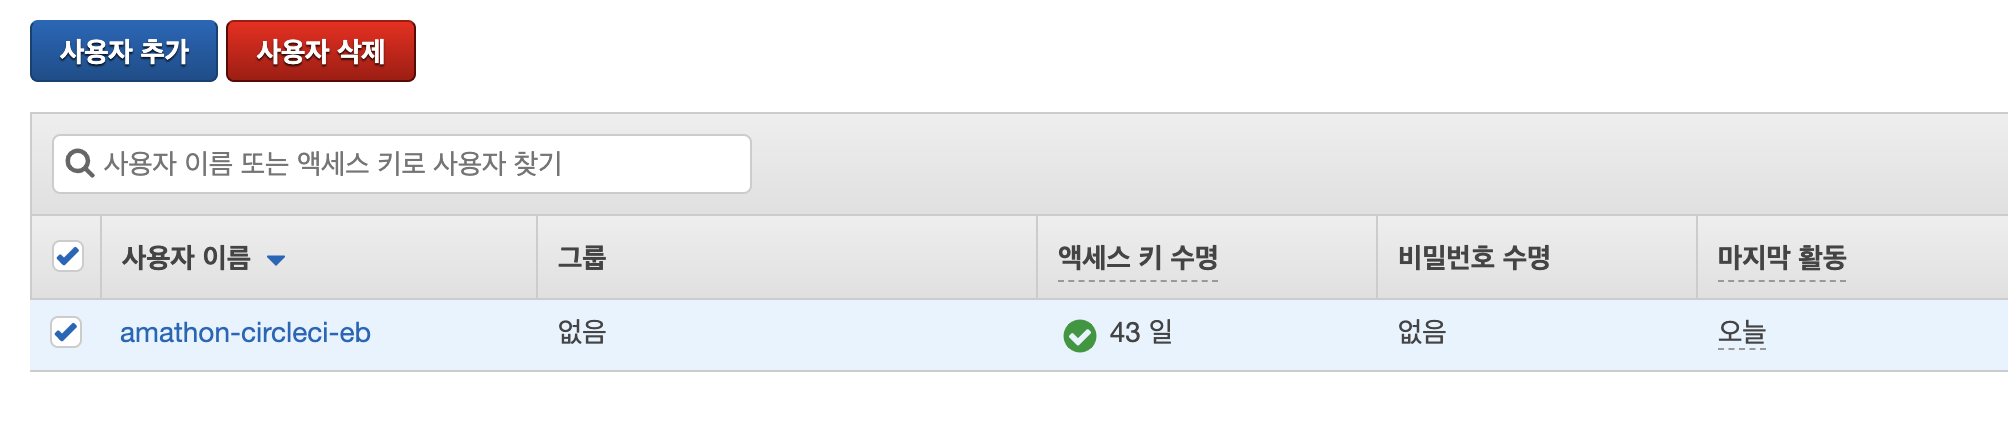 사용자 추가 사용자 삭제
사용자 이름 또는 액세스 키로 사용자 찾기
사용자 이름 그룹 액세스 키 수명 비밀번호 수명 마지막 활동
amathon-circleci-eb 없음 43 일 없음 오늘